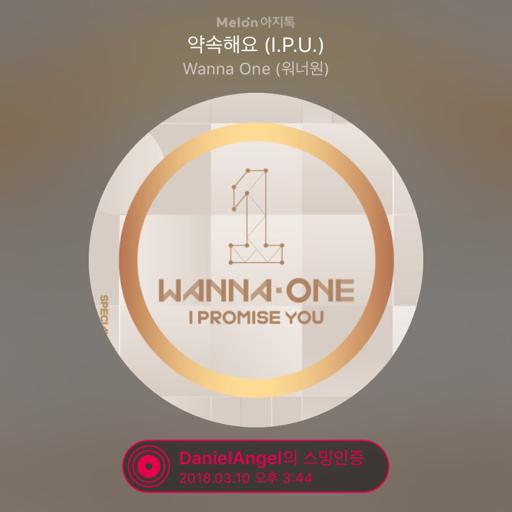 Melon 아지톡
약속해요 (I.P.U.)
Wanna One (워너원)
1
WANNA·ONE
I PROMISE YOU
DanielAngel의 스밍인증
2018.03.10 오후 3:44